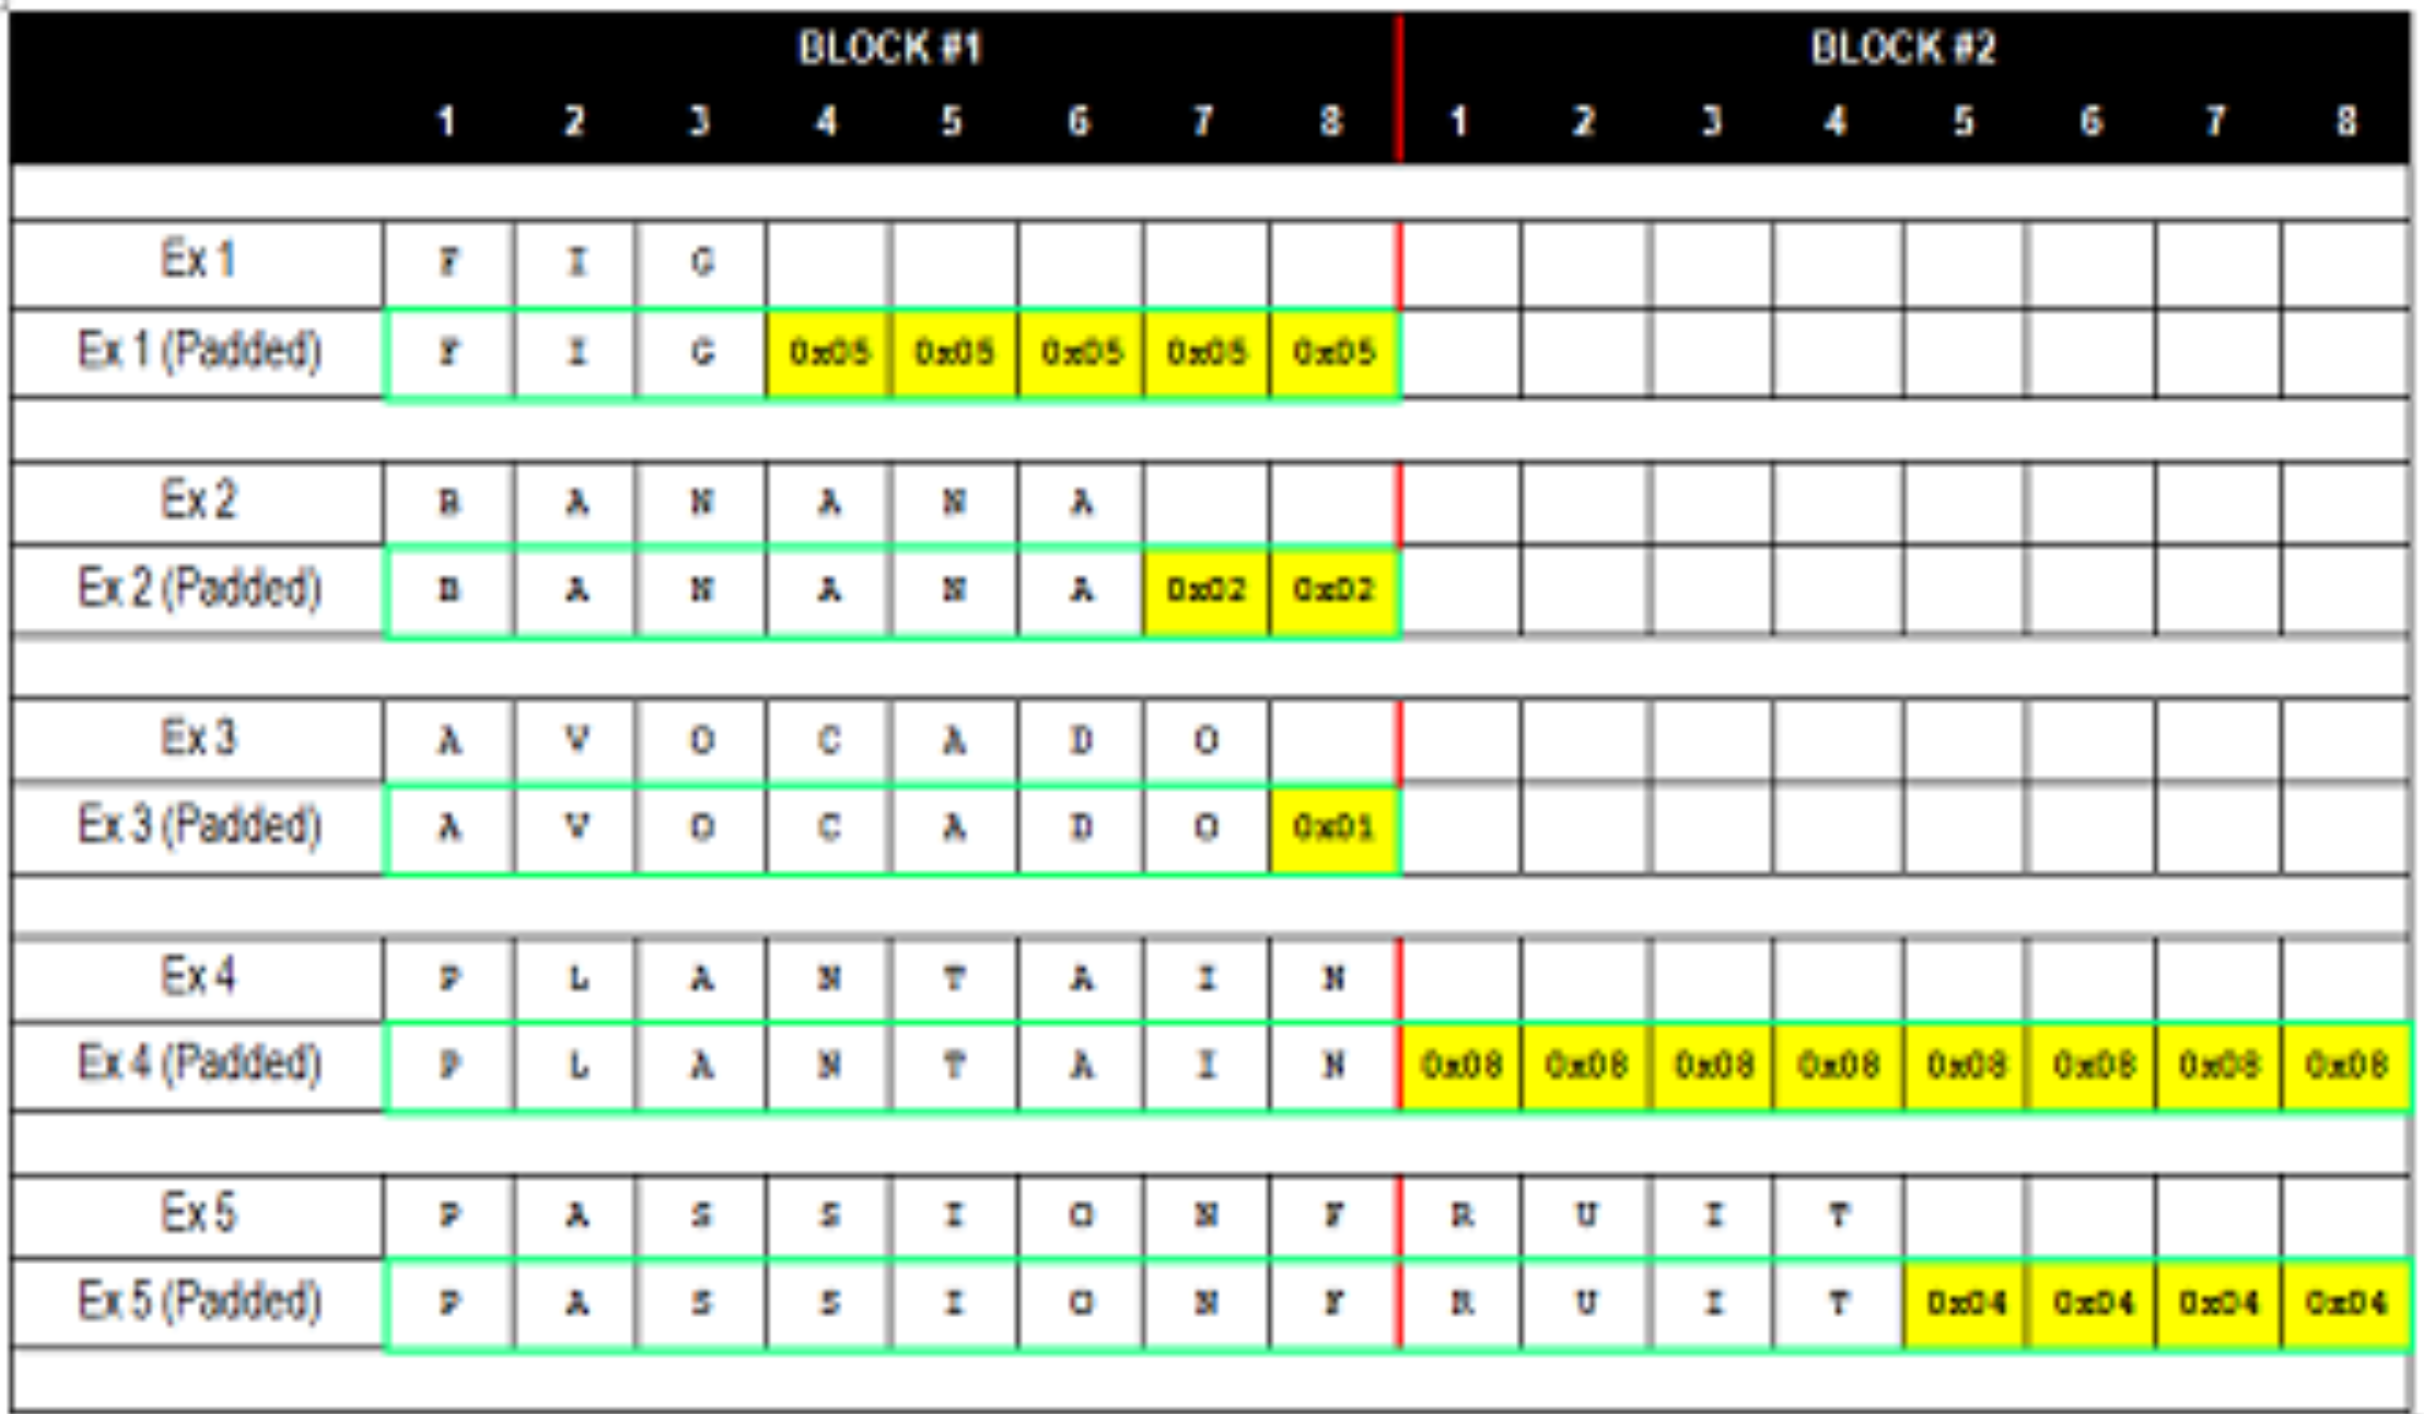 BLOCK #1 BLOCK #2
1 2 3 4 5 6 7 8 1 2 3 4 5 6 7 8
Ex 1 F I G
Ex 1 (Padded) F I G 0x05 0x05 0x05 0x05 0x05
Ex 2 B A N A N A
Ex 2 (Padded) B A N A N A 0x02 0x02
Ex 3 A V O C A D O
Ex 3 (Padded) A V O C A D O 0x01
Ex 4 P L A N T A I N
Ex 4 (Padded) P L A N T A I N 0x08 0x08 0x08 0x08 0x08 0x08 0x08 0x08
Ex 5 P A S S I O N F R U I T
Ex 5 (Padded) P A S S I O N F R U I T 0x04 0x04 0x04 0x04